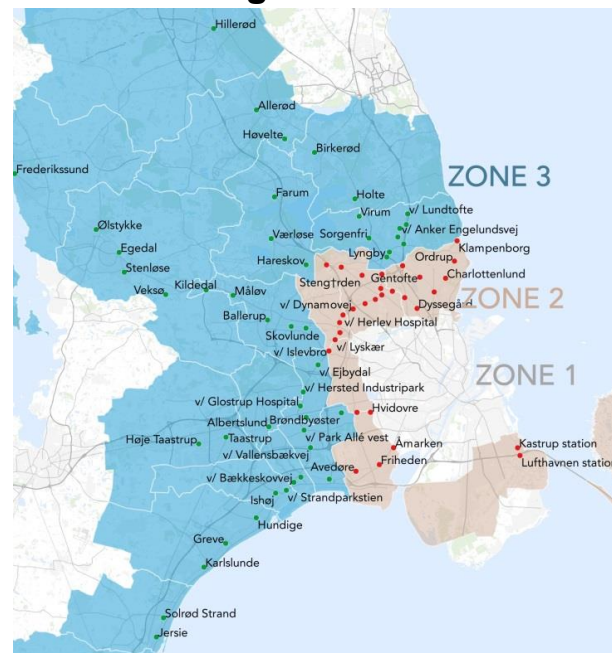 Hillerød
Allerød
Høvelte
Birkerød
Frederikssund
ZONE 3
Farum
Holte
v/ Lundtofte
Virum
Ølstykke
v/ Anker Engelundsvej
Værløse
Sorgenfri
Klampenborg
Egedal
Lyngby
Ordrup
Hareskov
Stenløse
Gentofte
Charlottenlund
Steng†rden
Kildedal
Veksø
Måløv
ZONE 2
v/ Dynamovej
Dyssegård
Ballerup
v/ Herlev Hospital
Skovlunde
v/ Lyskær
v/ Islevbro
v/ Ejbydal
ZONE 1
v/ Hersted Industripark
v/ Glostrup Hospital
Hvidovre
Albertslund
Brøndbyøster
Høje Taastrup
Taastrup
v/ Park Allé vest
Åmarken
Kastrup station
v/ Vallensbækvej
Friheden
Lufthavnen station
Avedøre
v/ Bækkeskovvej
Ishøj
v/ Strandparkstien
Hundige
Greve
Karlslunde
Solrød Strand
Jersie